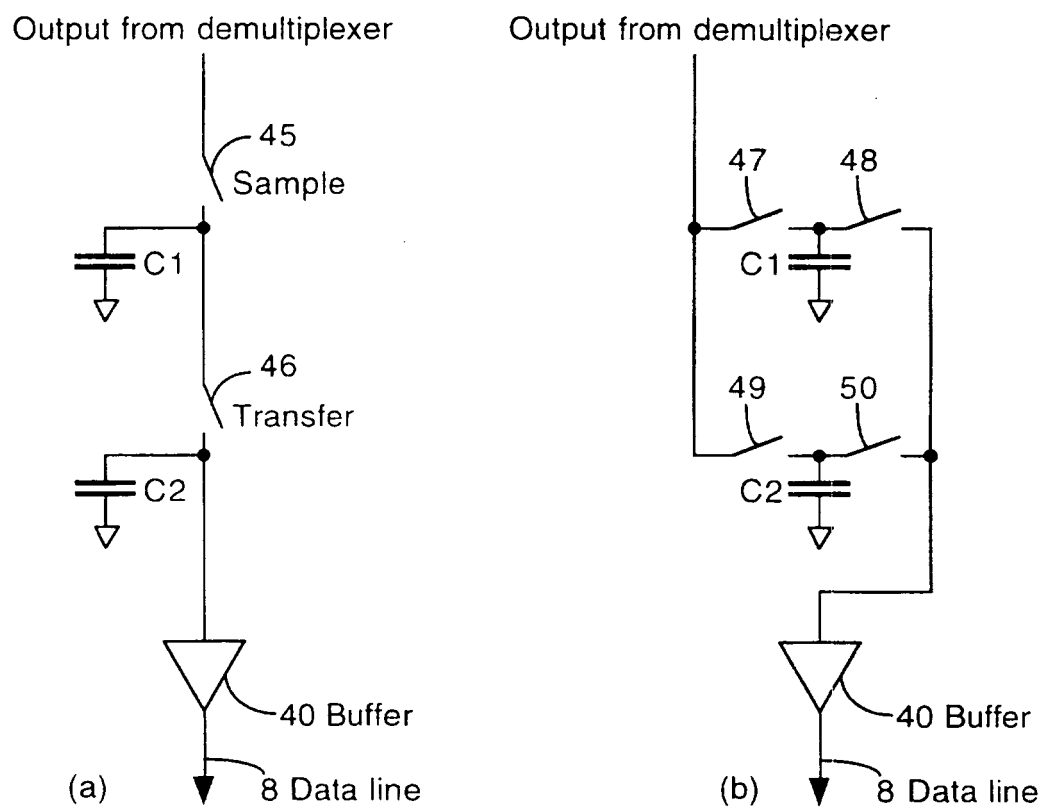 Output from demultiplexer
45
Sample
C1
46
Transfer
C2
40 Buffer
8 Data line
(a)
Output from demultiplexer
47
48
C1
49
50
C2
40 Buffer
8 Data line
(b)